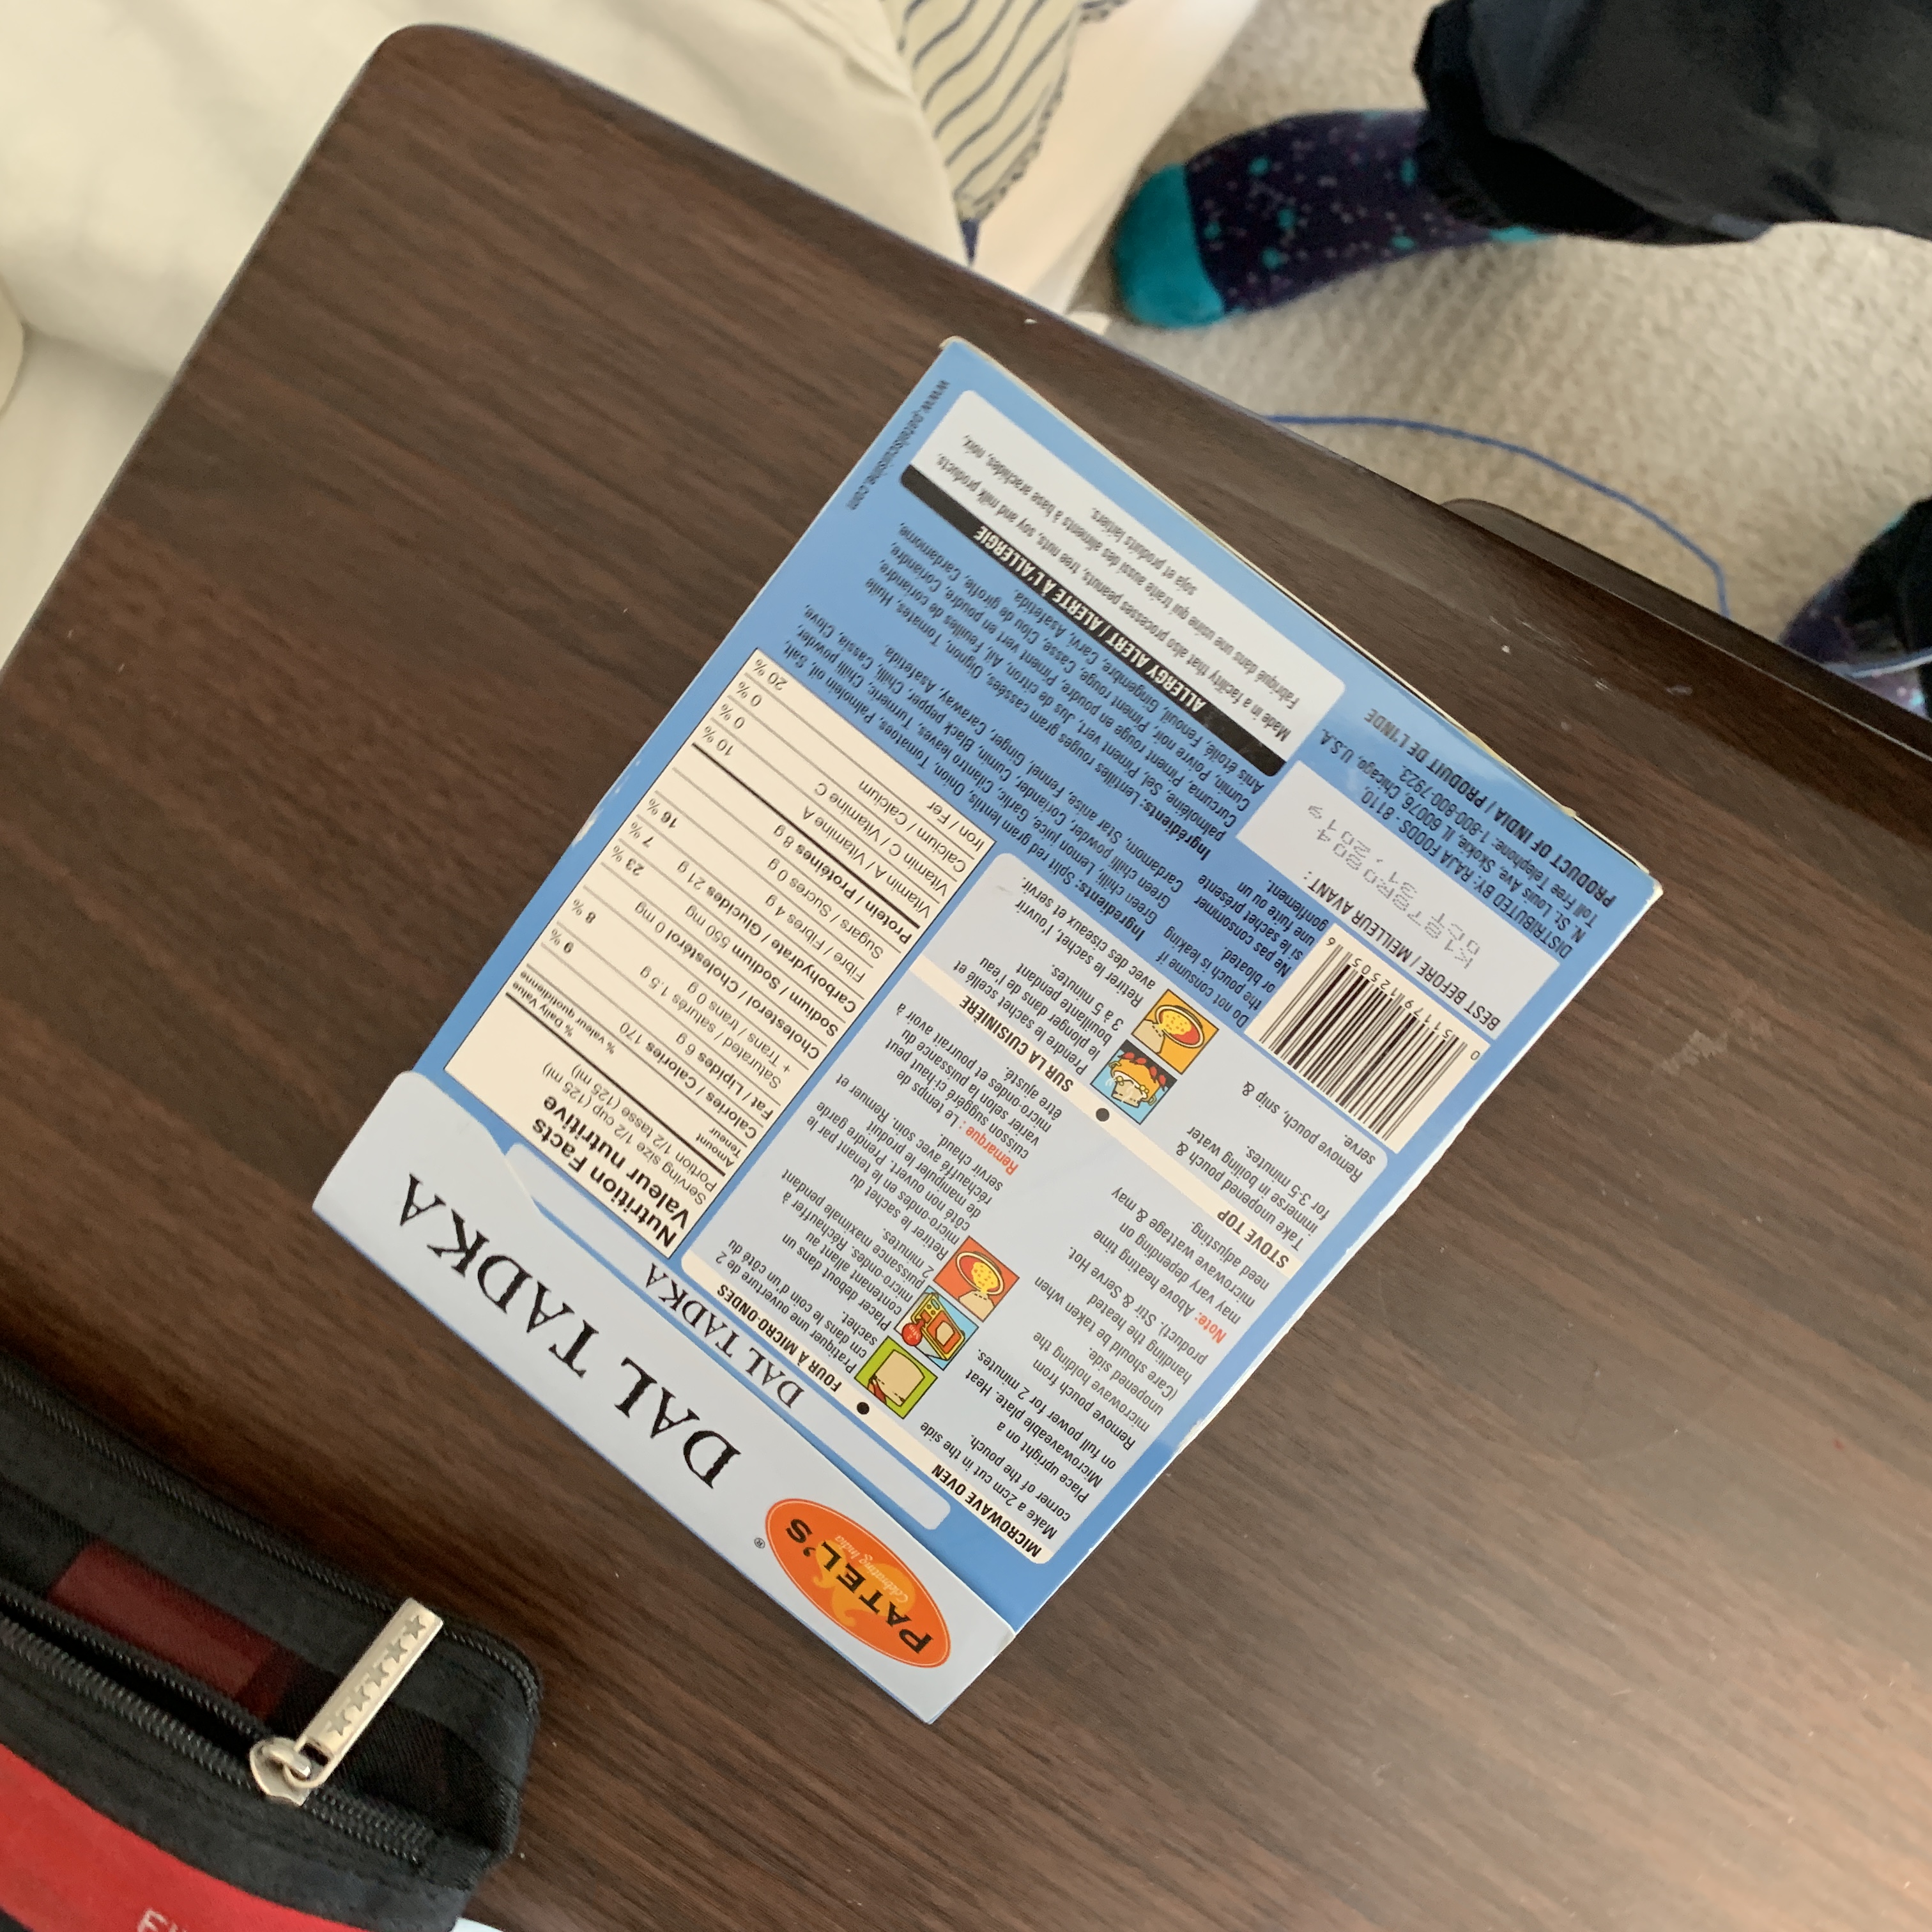 PATEL'S
Celebrating India
®
DAL TADKA
DAL TADKA
MICROWAVE OVEN
Make a 2cm cut in the side
corner of the pouch.
Place upright on a
Microwaveable plate. Heat
on full power for 2 minutes.
Remove pouch from
microwave holding the
unopened side.
(Care should be taken when
handling the heated
product). Stir & Serve Hot.
Note: Above heating time
may vary depending on
microwave wattage & may
need adjusting.
STOVE TOP
Take unopened pouch &
immerse in boiling water
for 3-5 minutes.
Remove pouch, snip &
serve.
FOUR À MICRO-ONDES
Pratiquer une ouverture de 2
cm dans le coin d'un côté du
sachet.
Placer debout dans un
contenant allant au
micro-ondes. Réchauffer à
puissance maximale pendant
2 minutes.
Retirer le sachet du
micro-ondes en le tenant par le
côté non ouvert. Prendre garde
de manipuler le produit
réchauffé avec soin. Remuer et
servir chaud.
Remarque : Le temps de
cuisson suggéré ci-haut peut
varier selon la puissance du
micro-ondes et pourrait avoir à
être ajusté.
SUR LA CUISINIÈRE
Prendre le sachet scellé et
le plonger dans de l'eau
bouillante pendant
3 à 5 minutes.
Retirer le sachet, l'ouvrir
avec des ciseaux et servir.
Nutrition Facts
Valeur nutritive
Serving size 1/2 cup (125 ml)
Portion 1/2 tasse (125 ml)
Amount % Daily Value
Teneur % valeur quotidienne
Calories / Calories 170
Fat / Lipides 6 g 9 %
Saturated / saturés 1.5 g 8 %
+ Trans / trans 0 g
Cholesterol / Cholestérol 0 mg
Sodium / Sodium 550 mg 23 %
Carbohydrate / Glucides 21 g 7 %
Fibre / Fibres 4 g 16 %
Sugars / Sucres 0 g
Protein / Protéines 8 g
Vitamin A / Vitamine A 10 %
Vitamin C / Vitamine C 0 %
Calcium / Calcium 0 %
Iron / Fer 20 %
0 51179 12505 6
Do not consume if
the pouch is leaking
or bloated.
Ne pas consommer
si le sachet présente
une fuite ou un
gonflement.
Ingredients: Split red gram lentils, Onion, Tomatoes, Palmolein oil, Salt,
Green chilli, Lemon juice, Garlic, Cilantro leaves, Turmeric, Chilli powder,
Green chilli powder, Coriander, Cumin, Black pepper, Chilli, Cassie, Clove,
Cardamom, Star aniise, Fennel, Ginger, Caraway, Asafetida.
Ingrédients: Lentilles rouges gram cassées, Oignon, Tomates, Huile
palmoléine, Sel, Piment vert, Jus de citron, Ail, Feuilles de coriandre,
Curcuma, Piment rouge en poudre, Piment vert en poudre, Coriandre,
Cumin, Poivre noir, Piment rouge, Casse, Clou de girofle, Cardamome,
Anis étoilé, Fenouil, Gingembre, Carvi, Asafetida.
ALLERGY ALERT / ALERTE À L'ALLERGIE
Made in a facility that also processes peanuts, tree nuts, soy and milk products.
Fabriqué dans une usine qui traite aussi des aliments à base arachides, noix,
soja et produits laitiers.
BEST BEFORE / MEILLEUR AVANT :
K1878R0804
OCT 31, 2019
DISTRIBUTED BY: RAJA FOODS - 8110,
N. St. Louis Ave, Skokie, IL 60076, Chicago, U.S.A.
Toll Free Telephone: 1-800-800-7923.
PRODUCT OF INDIA / PRODUIT DE L'INDE